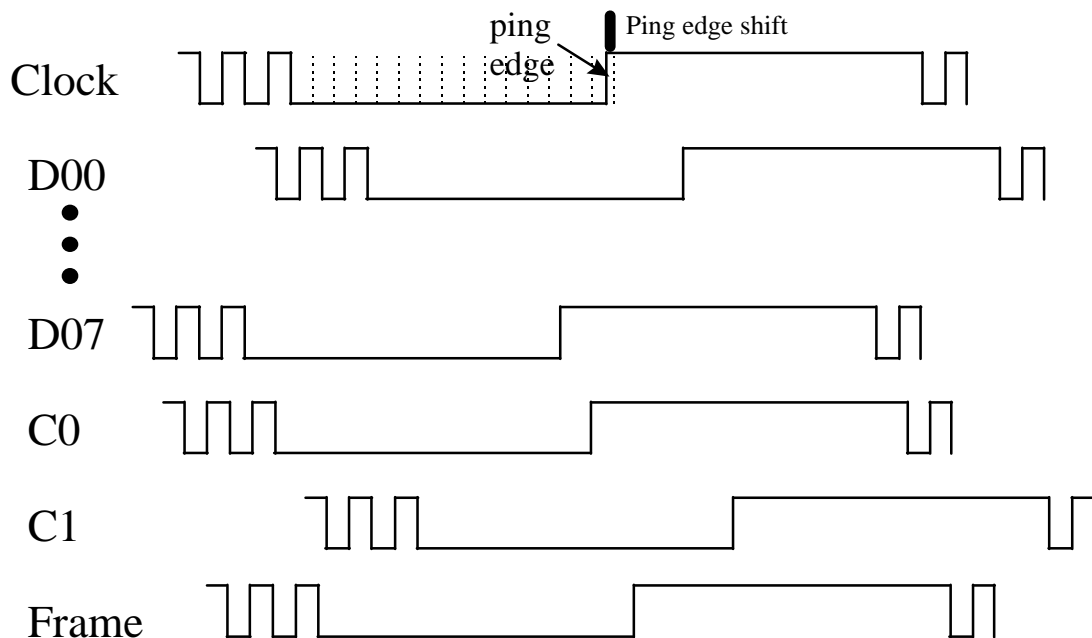 ping
edge
Ping edge shift
Clock
D00
D07
C0
C1
Frame